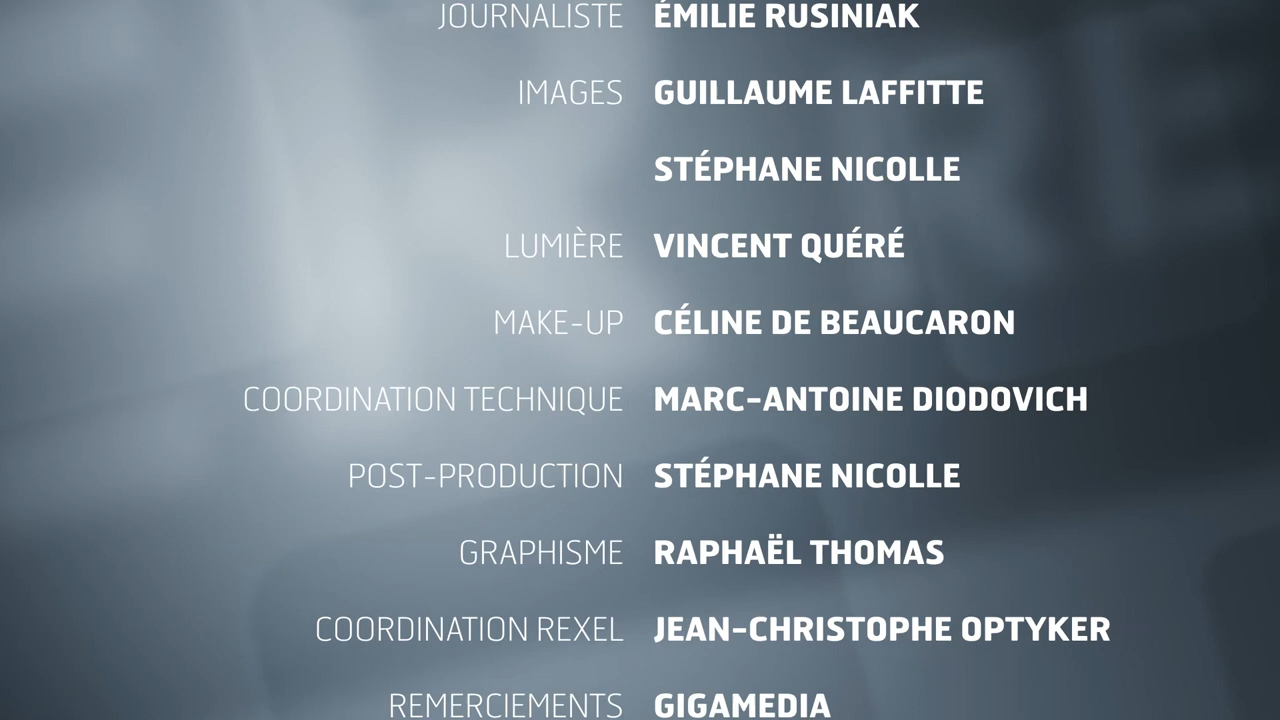 JOURNALISTE ÉMILIE RUSINIAK
IMAGES GUILLAUME LAFFITTE
STÉPHANE NICOLLE
LUMIÈRE VINCENT QUÉRÉ
MAKE-UP CÉLINE DE BEAUCARON
COORDINATION TECHNIQUE MARC-ANTOINE DIODOVICH
POST-PRODUCTION STÉPHANE NICOLLE
GRAPHISME RAPHAËL THOMAS
COORDINATION REXEL JEAN-CHRISTOPHE OPTYKER
REMERCIEMENTS GIGAMEDIA